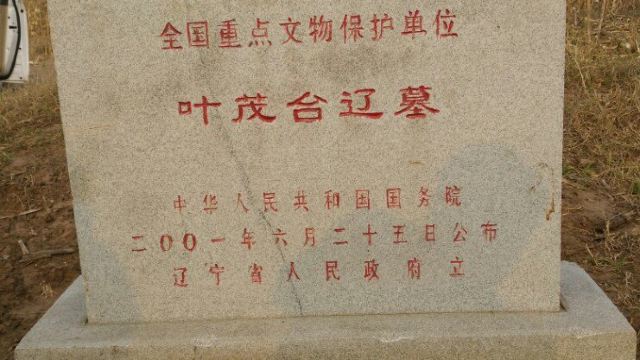 全国重点文物保护单位
叶茂台辽墓
中华人民共和国国务院
二〇〇一年六月二十五日公布
辽宁省人民政府立